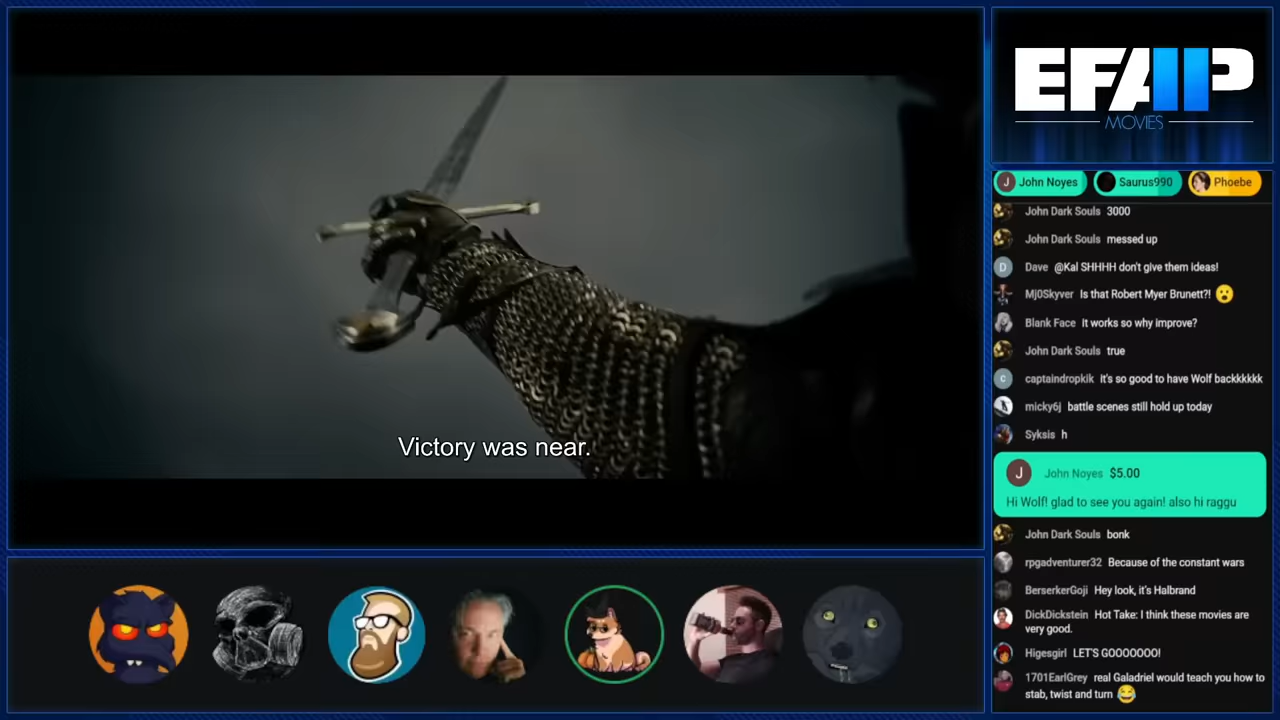 Victory was near.
EFAP
MOVIES
J John Noyes Saurus990 Phoebe
John Dark Souls 3000
John Dark Souls messed up
D Dave @Kal SHHHH don't give them ideas!
Mj0Skyver Is that Robert Myer Brunett?! 😮
Blank Face It works so why improve?
John Dark Souls true
c captaindropkik it's so good to have Wolf backkkkkk
micky6j battle scenes still hold up today
Syksis h
J John Noyes $5.00
Hi Wolf! glad to see you again! also hi raggu
John Dark Souls bonk
rpgadventurer32 Because of the constant wars
BerserkerGoji Hey look, it's Halbrand
DickDickstein Hot Take: I think these movies are
very good.
Higesgirl LET'S GOOOOOOO!
1701EarlGrey real Galadriel would teach you how to
stab, twist and turn 😂